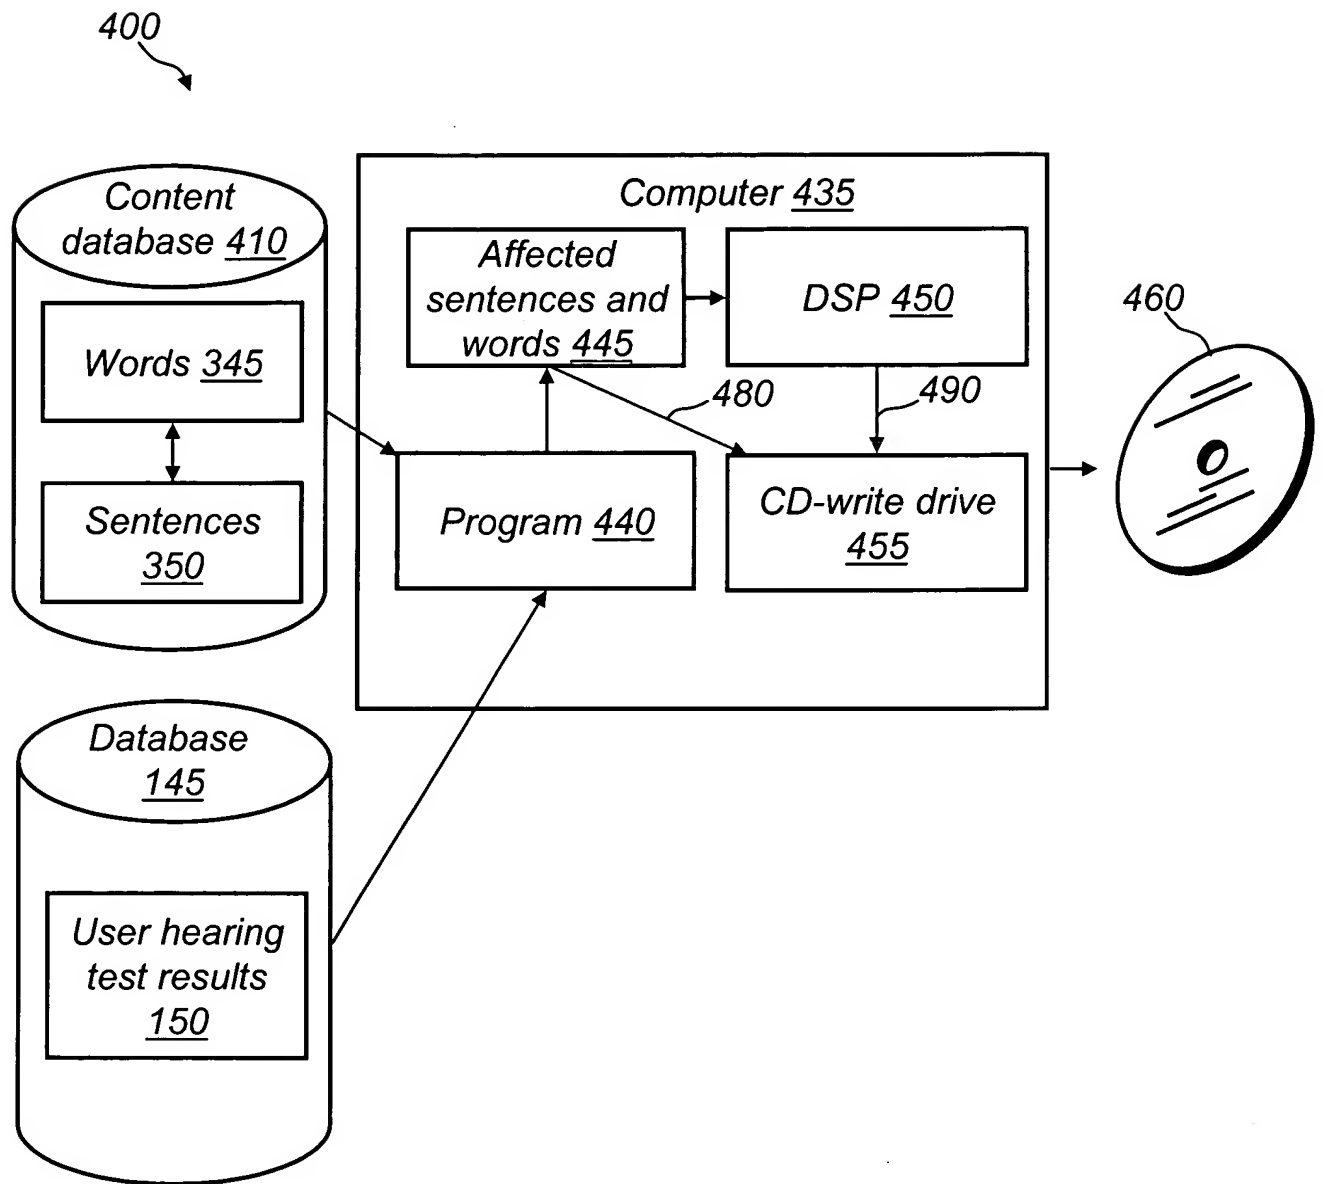 400
Content
database 410
Words 345
Sentences
350
Computer 435
Affected
sentences and
words 445
DSP 450
480
490
Program 440
CD-write drive
455
460
Database
145
User hearing
test results
150